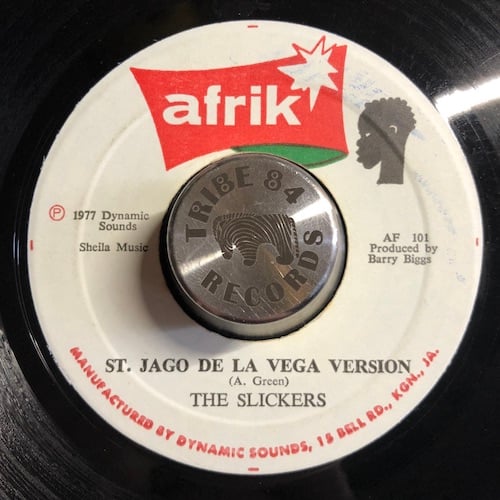 afrik
TRIBE 84
RECORDS
Ⓟ 1977 Dynamic
Sounds
Sheila Music
AF 101
Produced by
Barry Biggs
ST. JAGO DE LA VEGA VERSION
(A. Green)
THE SLICKERS
MANUFACTURED BY DYNAMIC SOUNDS, 15 BELL RD., KGN., JA.